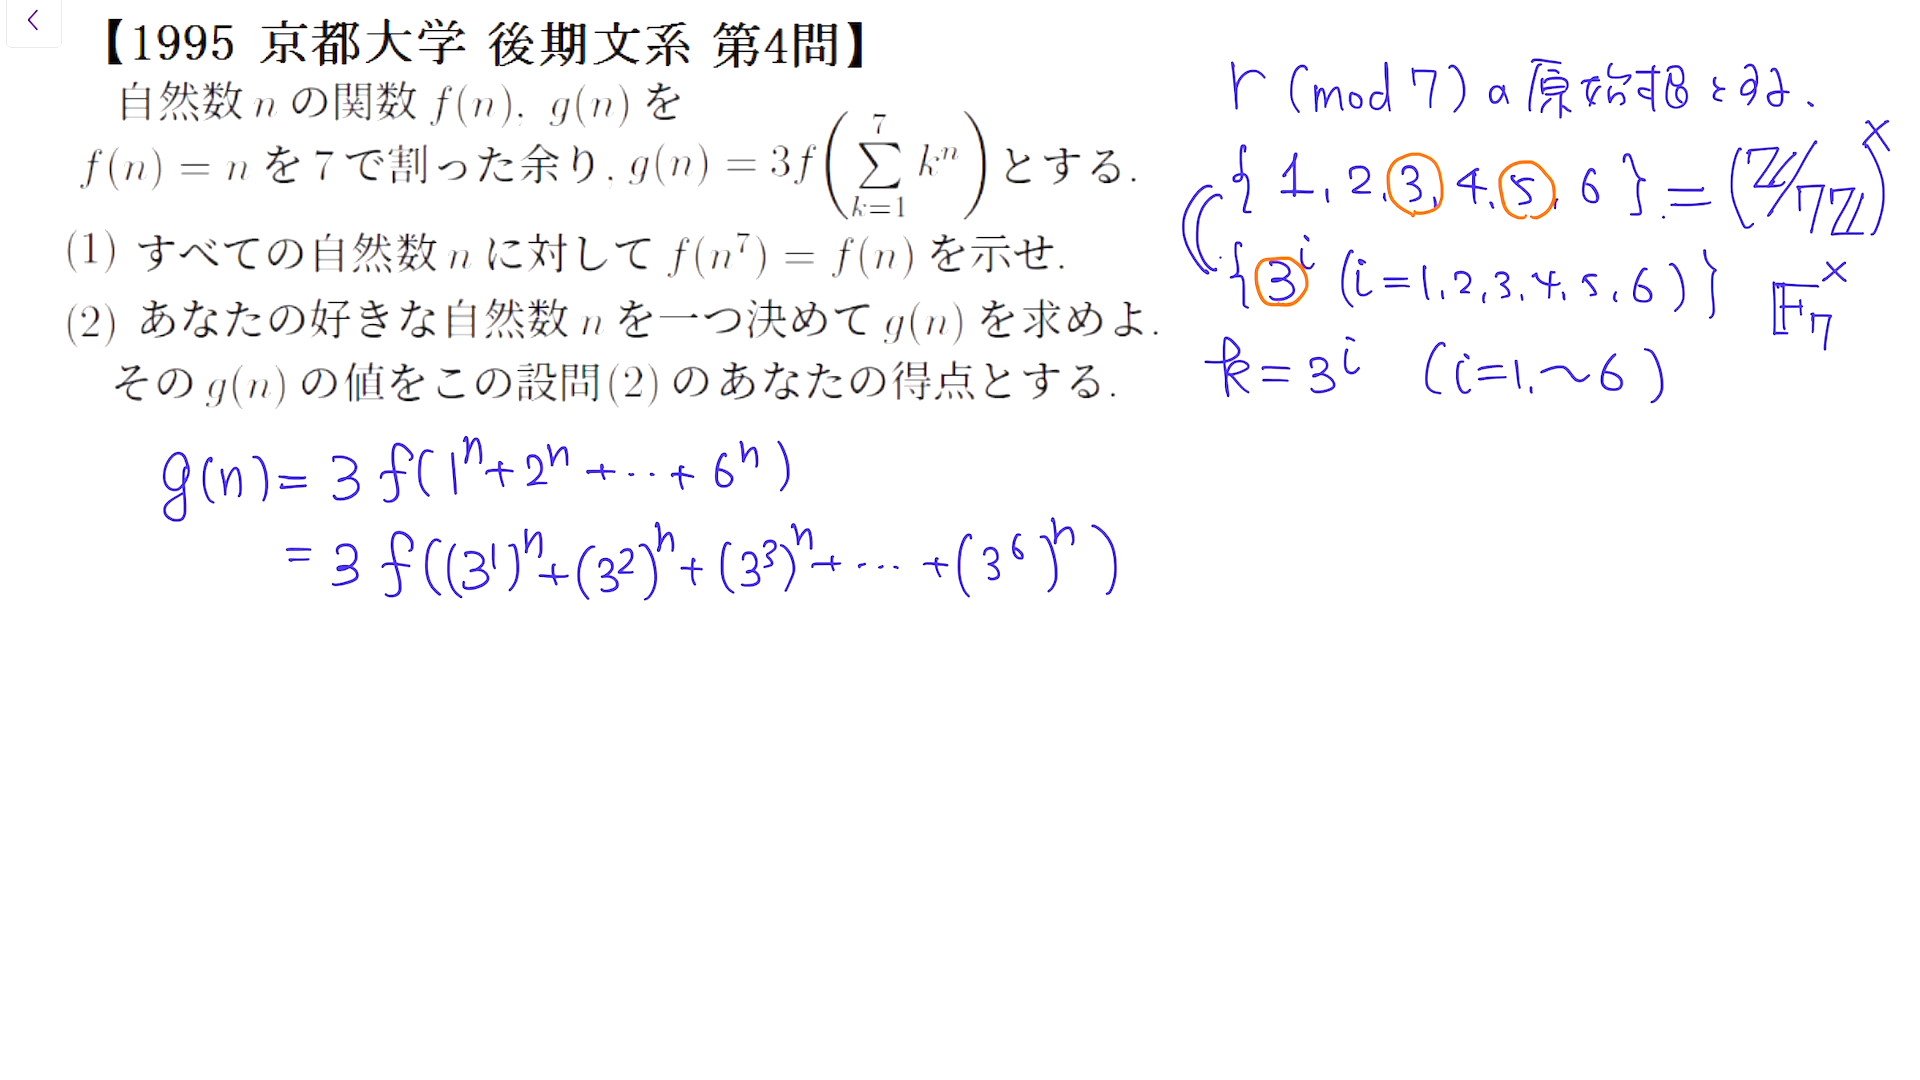 【1995 京都大学 後期文系 第4問】
自然数 n の関数 f(n), g(n) を
f(n) = n を 7 で割った余り, g(n) = 3f(∑_{k=1}^{7} k^n) とする.
(1) すべての自然数 n に対して f(n^7) = f(n) を示せ.
(2) あなたの好きな自然数 n を一つ決めて g(n) を求めよ.
その g(n) の値をこの設問(2)のあなたの得点とする.
g(n) = 3 f(1^n + 2^n + ‥ + 6^n)
= 3 f((3^1)^n + (3^2)^n + (3^3)^n + … + (3^6)^n)
r (mod 7) の原始根とする.
{ 1, 2, 3, 4, 5, 6 } = (ℤ/7ℤ)^×
{ 3^i (i=1,2,3,4,5,6) } 𝔽_7^×
k = 3^i (i=1,~6)